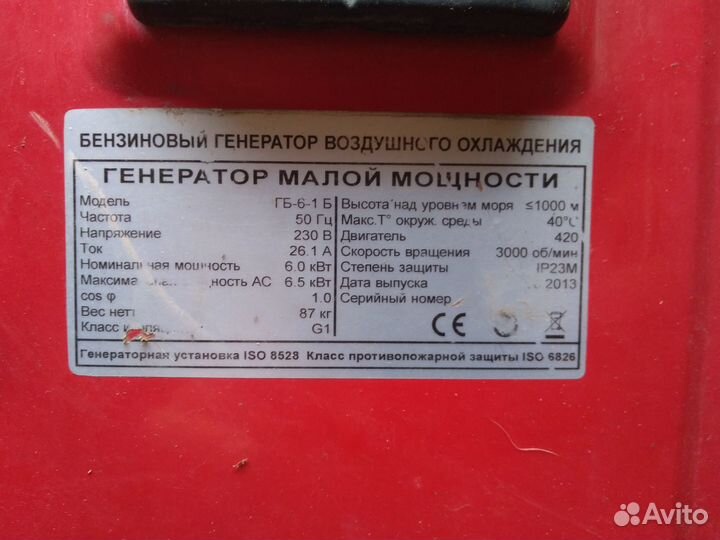 БЕНЗИНОВЫЙ ГЕНЕРАТОР ВОЗДУШНОГО ОХЛАЖДЕНИЯ
ГЕНЕРАТОР МАЛОЙ МОЩНОСТИ
Модель ГБ-6-1 Б
Частота 50 Гц
Напряжение 230 В
Ток 26.1 А
Номинальная мощность 6.0 кВт
Максимальная мощность АС 6.5 кВт
cos φ 1.0
Вес нетто 87 кг
Класс изоляции G1
Высота над уровнем моря ≤1000 м
Макс.Т° окруж. среды 40°C
Двигатель 420
Скорость вращения 3000 об/мин
Степень защиты IP23M
Дата выпуска 2013
Серийный номер
CE
Генераторная установка ISO 8528 Класс противопожарной защиты ISO 6826
Avito